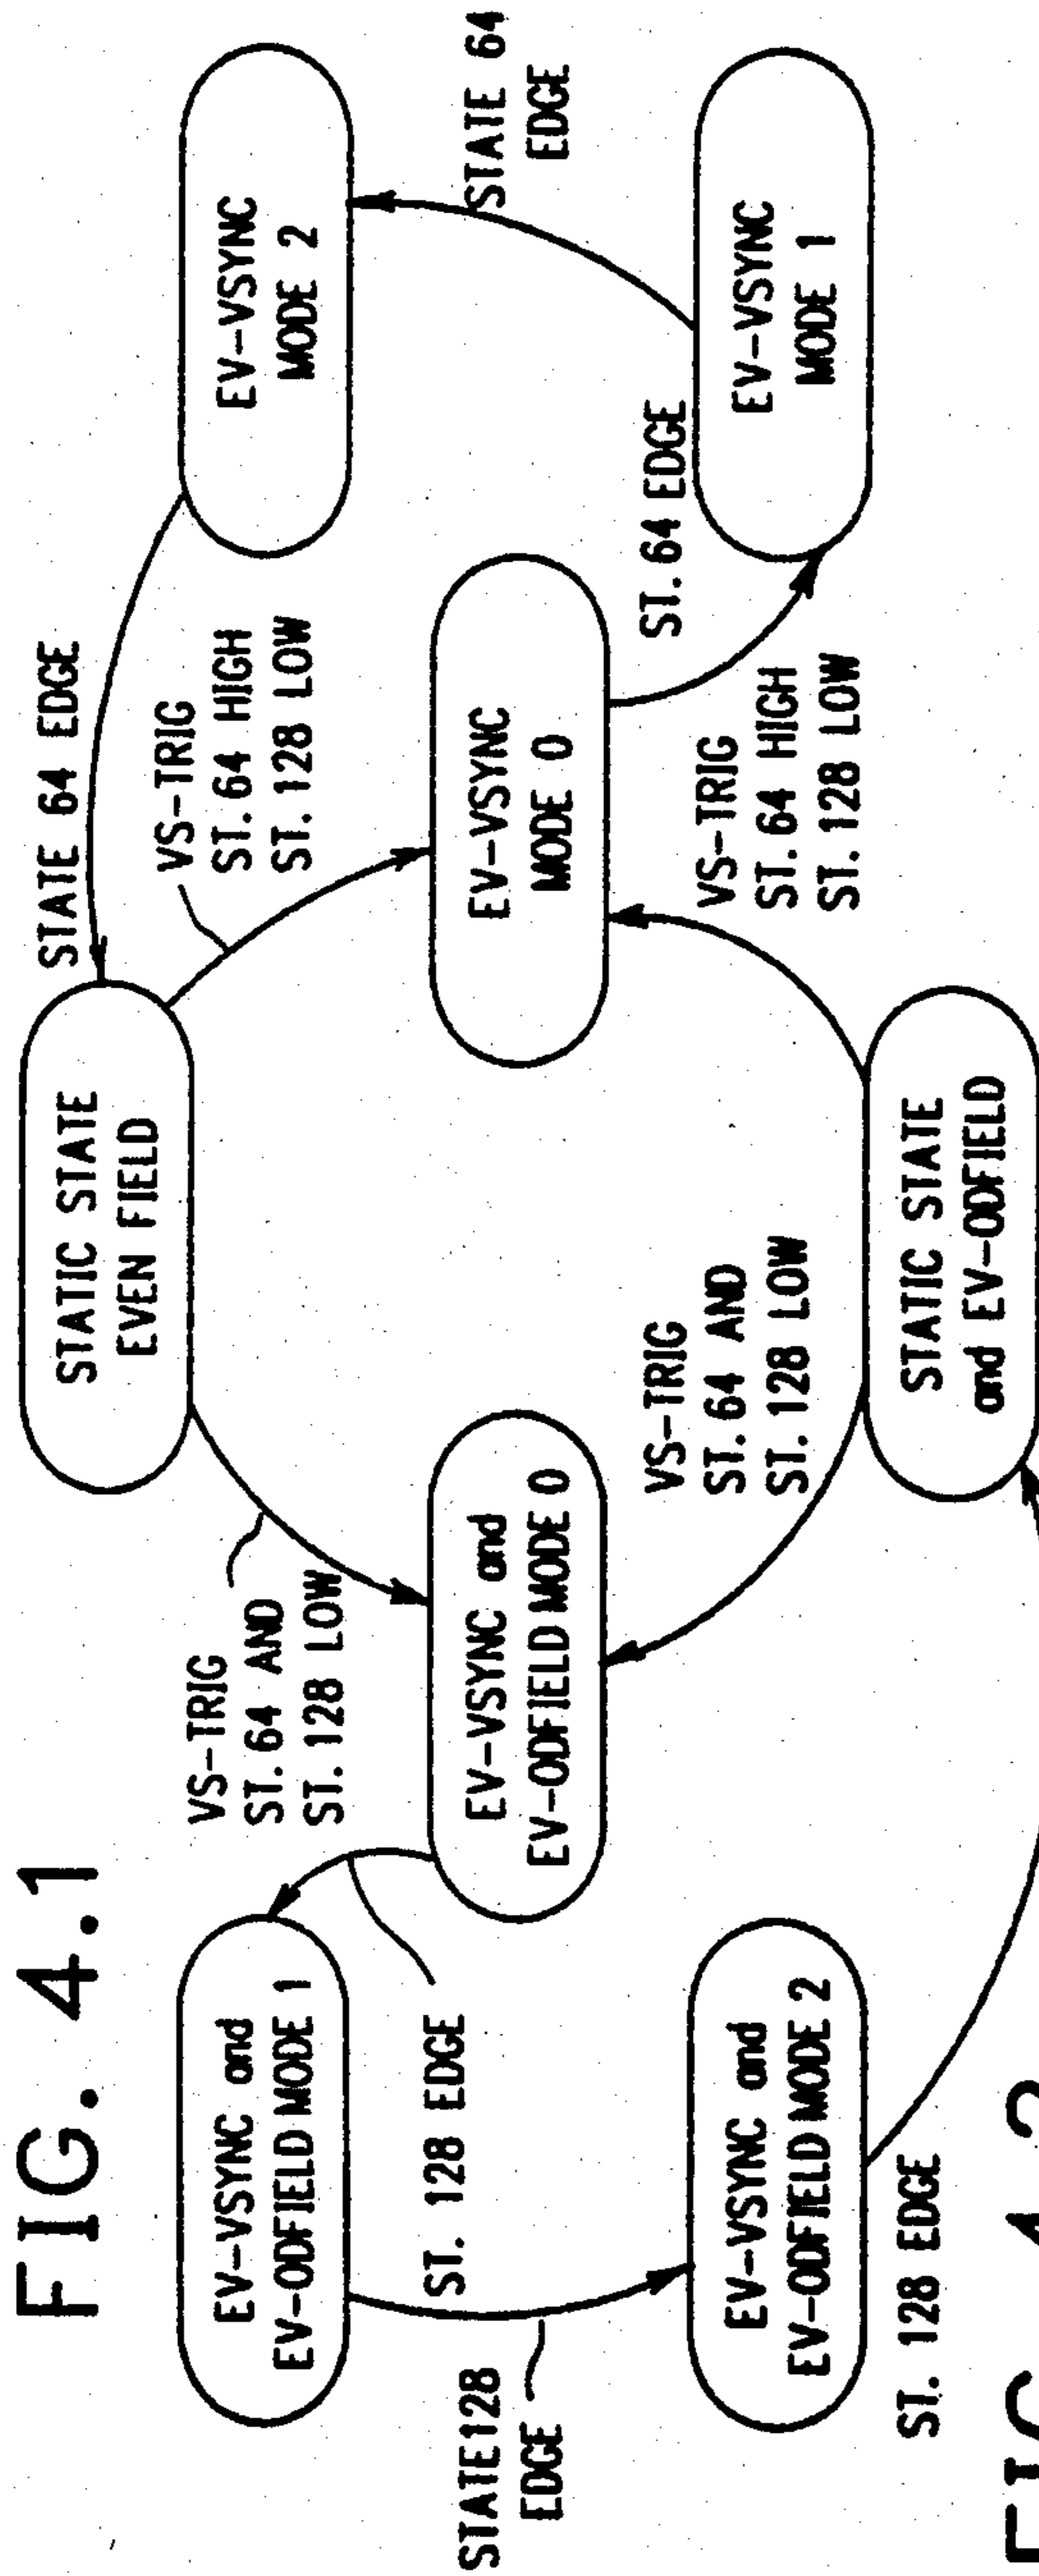 FIG. 4.1
STATIC STATE
EVEN FIELD
STATE 64 EDGE
VS-TRIG
ST. 64 AND
ST. 128 LOW
VS-TRIG
ST. 64 HIGH
ST. 128 LOW
EV-VSYNC and
EV-ODFIELD MODE 1
EV-VSYNC
MODE 2
EV-VSYNC and
EV-ODFIELD MODE 0
EV-VSYNC
MODE 0
STATE128
EDGE
ST. 128 EDGE
STATE 64
EDGE
ST. 64 EDGE
VS-TRIG
ST. 64 AND
ST. 128 LOW
VS-TRIG
ST. 64 HIGH
ST. 128 LOW
EV-VSYNC and
EV-ODFIELD MODE 2
EV-VSYNC
MODE 1
ST. 128 EDGE
STATIC STATE
and EV-ODFIELD